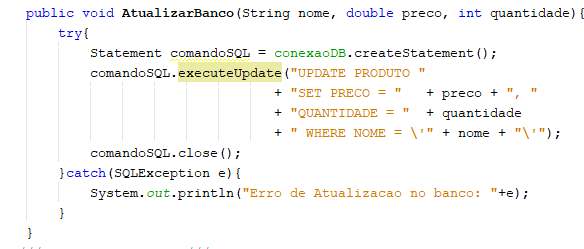 public void AtualizarBanco(String nome, double preco, int quantidade){
try{
Statement comandoSQL = conexaoDB.createStatement();
comandoSQL.executeUpdate("UPDATE PRODUTO "
+ "SET PRECO = " + preco + ", "
+ "QUANTIDADE = " + quantidade
+ " WHERE NOME = \'" + nome + "\'");
comandoSQL.close();
}catch(SQLException e){
System.out.println("Erro de Atualizacao no banco: "+e);
}
}